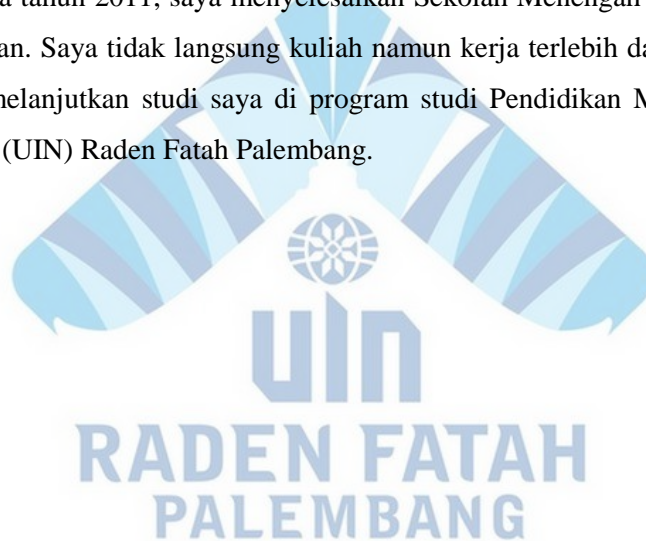 a tahun 2011, saya menyelesaikan Sekolah Menengah
an. Saya tidak langsung kuliah namun kerja terlebih da
melanjutkan studi saya di program studi Pendidikan M
(UIN) Raden Fatah Palembang.
uin
RADEN FATAH
PALEMBANG